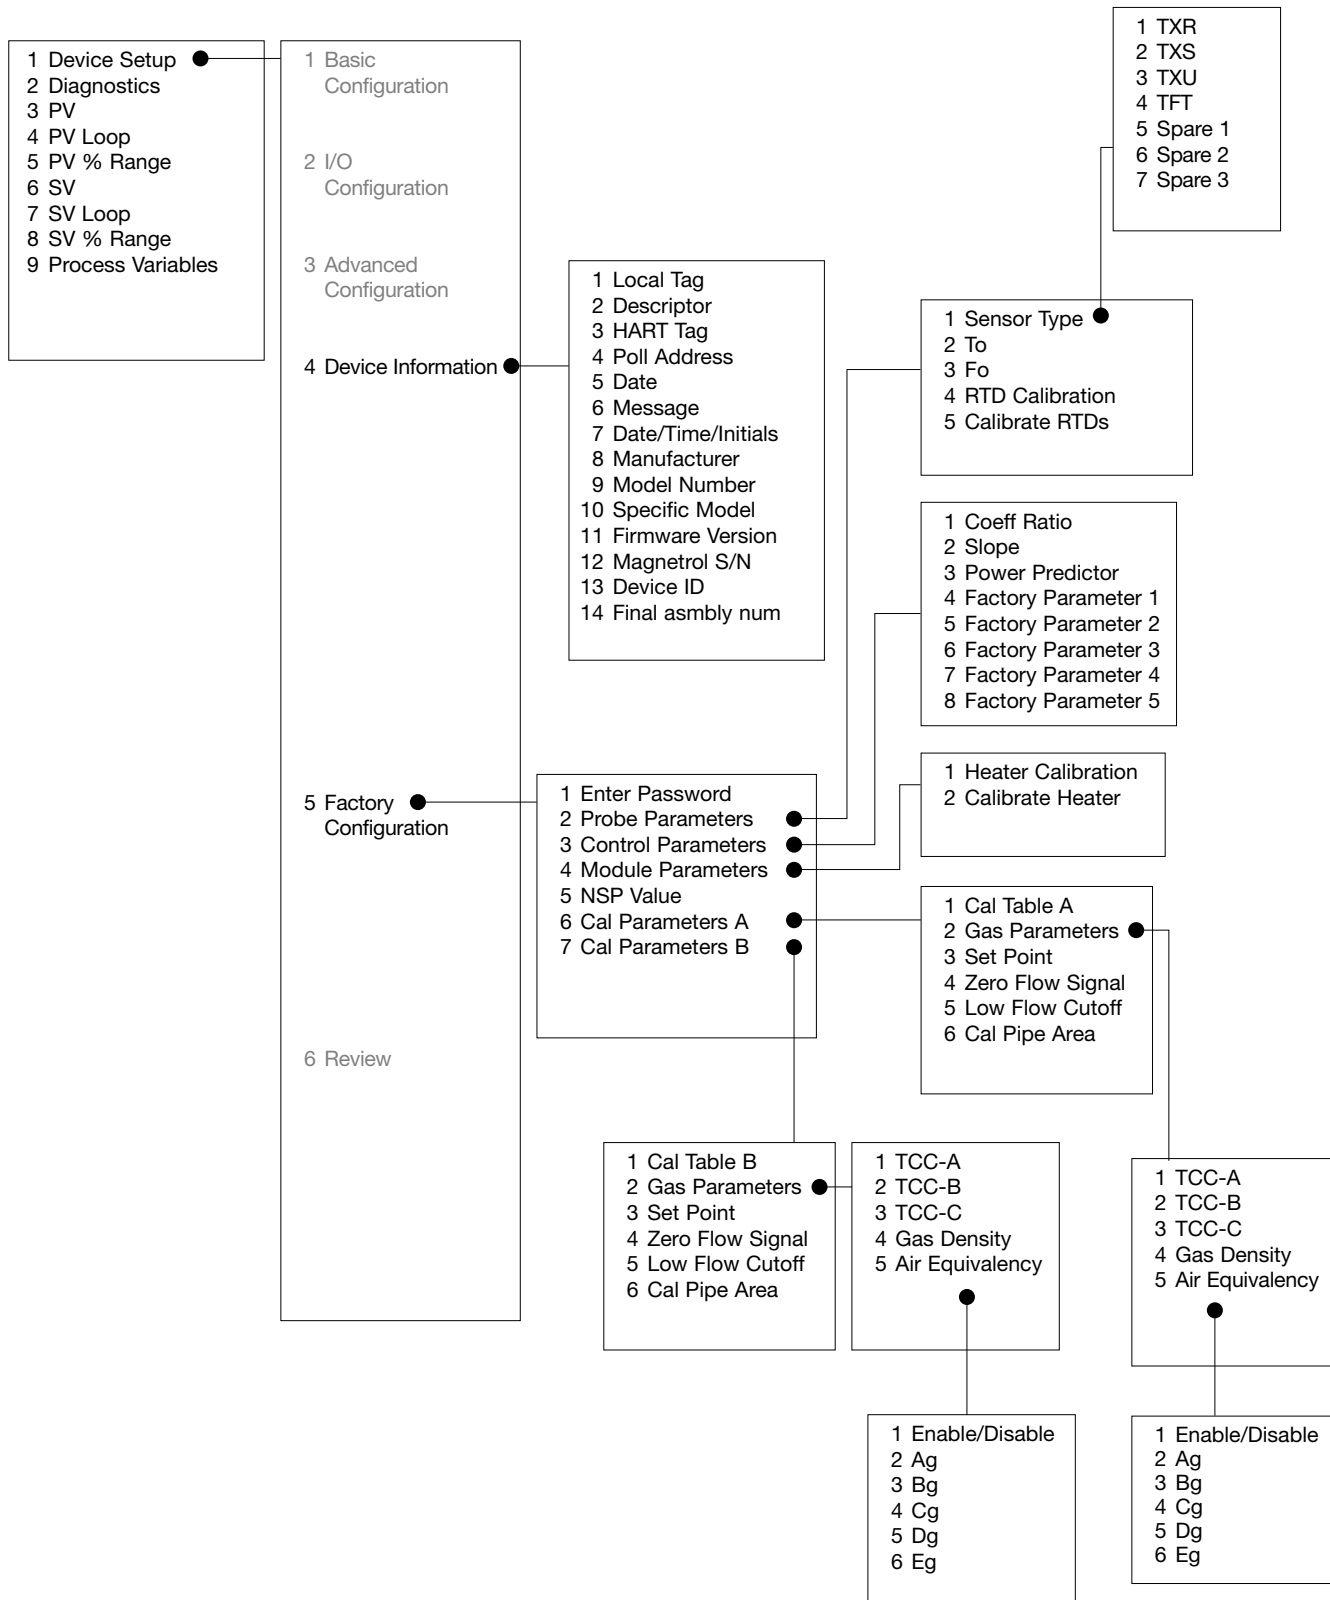 1 Device Setup
2 Diagnostics
3 PV
4 PV Loop
5 PV % Range
6 SV
7 SV Loop
8 SV % Range
9 Process Variables
1 Basic
Configuration
2 I/O
Configuration
3 Advanced
Configuration
4 Device Information
5 Factory
Configuration
6 Review
1 Local Tag
2 Descriptor
3 HART Tag
4 Poll Address
5 Date
6 Message
7 Date/Time/Initials
8 Manufacturer
9 Model Number
10 Specific Model
11 Firmware Version
12 Magnetrol S/N
13 Device ID
14 Final asmbly num
1 Enter Password
2 Probe Parameters
3 Control Parameters
4 Module Parameters
5 NSP Value
6 Cal Parameters A
7 Cal Parameters B
1 TXR
2 TXS
3 TXU
4 TFT
5 Spare 1
6 Spare 2
7 Spare 3
1 Sensor Type
2 To
3 Fo
4 RTD Calibration
5 Calibrate RTDs
1 Coeff Ratio
2 Slope
3 Power Predictor
4 Factory Parameter 1
5 Factory Parameter 2
6 Factory Parameter 3
7 Factory Parameter 4
8 Factory Parameter 5
1 Heater Calibration
2 Calibrate Heater
1 Cal Table A
2 Gas Parameters
3 Set Point
4 Zero Flow Signal
5 Low Flow Cutoff
6 Cal Pipe Area
1 Cal Table B
2 Gas Parameters
3 Set Point
4 Zero Flow Signal
5 Low Flow Cutoff
6 Cal Pipe Area
1 TCC-A
2 TCC-B
3 TCC-C
4 Gas Density
5 Air Equivalency
1 TCC-A
2 TCC-B
3 TCC-C
4 Gas Density
5 Air Equivalency
1 Enable/Disable
2 Ag
3 Bg
4 Cg
5 Dg
6 Eg
1 Enable/Disable
2 Ag
3 Bg
4 Cg
5 Dg
6 Eg